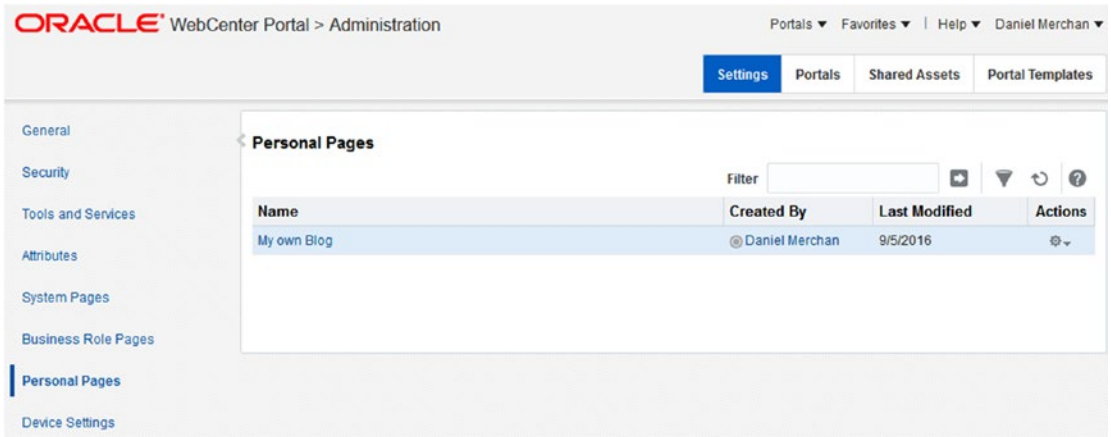 ORACLE WebCenter Portal > Administration
Portals Favorites | Help Daniel Merchan
Settings Portals Shared Assets Portal Templates
General
Security
Tools and Services
Attributes
System Pages
Business Role Pages
Personal Pages
Device Settings
Personal Pages
Filter
Name Created By Last Modified Actions
My own Blog Daniel Merchan 9/5/2016